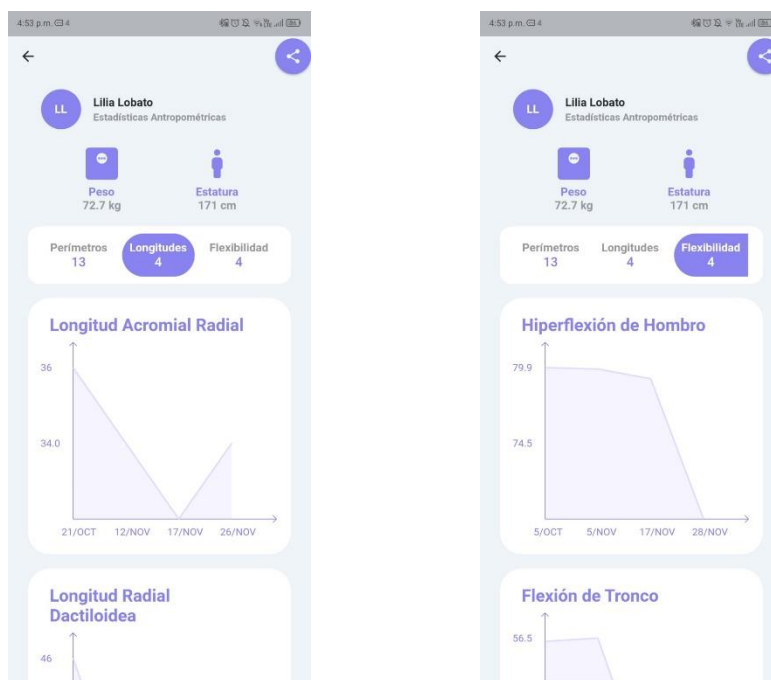 4:53 p.m. 4
LL
Lilia Lobato
Estadísticas Antropométricas
Peso
72.7 kg
Estatura
171 cm
Perímetros
13
Longitudes
4
Flexibilidad
4
Longitud Acromial Radial
36
34.0
21/OCT 12/NOV 17/NOV 26/NOV
Longitud Radial
Dactiloidea
46
4:53 p.m. 4
LL
Lilia Lobato
Estadísticas Antropométricas
Peso
72.7 kg
Estatura
171 cm
Perímetros
13
Longitudes
4
Flexibilidad
4
Hiperflexión de Hombro
79.9
74.5
5/OCT 5/NOV 17/NOV 28/NOV
Flexión de Tronco
56.5